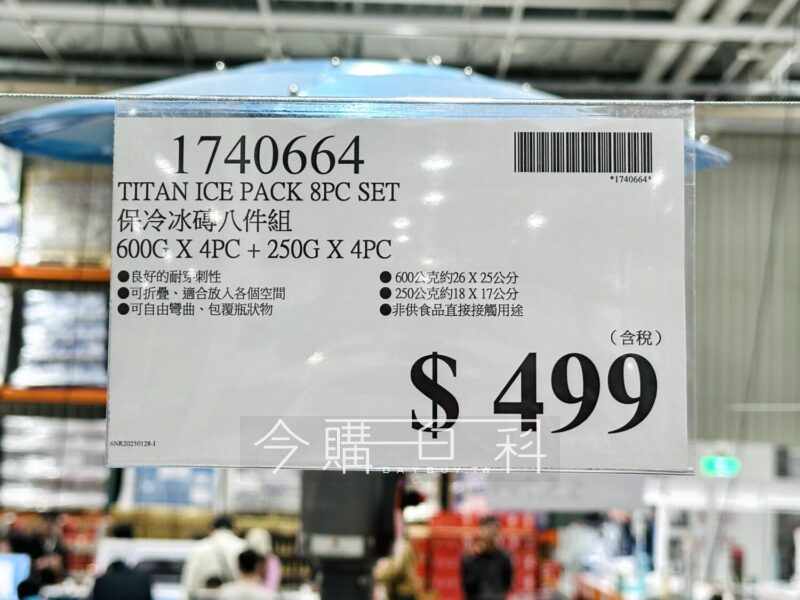 1740664
*1740664*
TITAN ICE PACK 8PC SET
保冷冰磚八件組
600G X 4PC + 250G X 4PC
●良好的耐穿刺性
●可折疊、適合放入各個空間
●可自由彎曲、包覆瓶狀物
●600公克約26 X 25公分
●250公克約18 X 17公分
●非供食品直接接觸用途
（含稅）
$ 499
6NR20250128-1
今購百科